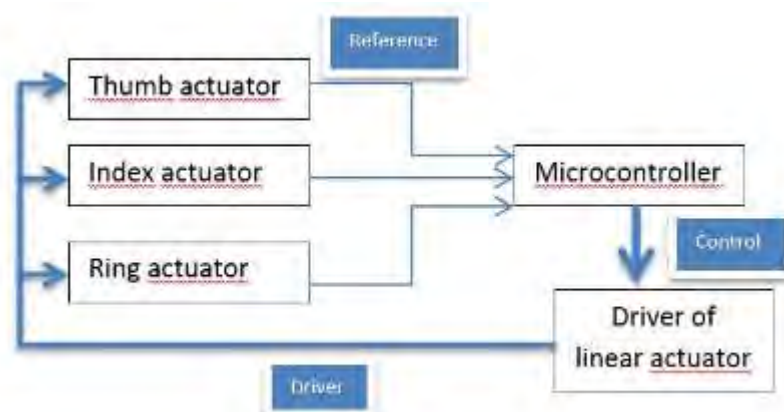 Reference
Thumb actuator
Index actuator
Microcontroller
Ring actuator
Control
Driver of
linear actuator
Driver